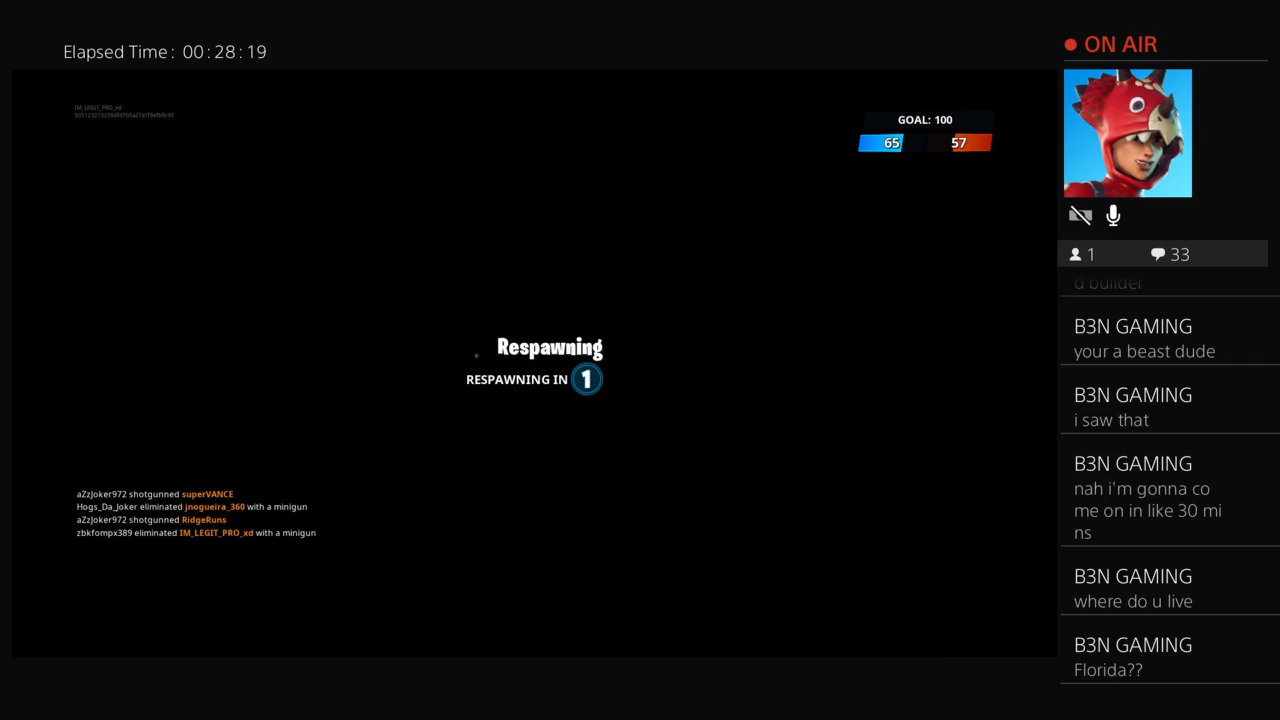 Elapsed Time: 00:28:19
ON AIR
IM_LEGIT_PRO_xd
GOAL: 100
65
57
1
33
d builder
B3N GAMING
your a beast dude
B3N GAMING
i saw that
B3N GAMING
nah i'm gonna co
me on in like 30 mi
ns
B3N GAMING
where do u live
B3N GAMING
Florida??
Respawning
RESPAWNING IN 1
aZzJoker972 shotgunned superVANCE
Hogs_Da_Joker eliminated jnogueira_360 with a minigun
aZzJoker972 shotgunned RidgeRuns
zbkfompx389 eliminated IM_LEGIT_PRO_xd with a minigun